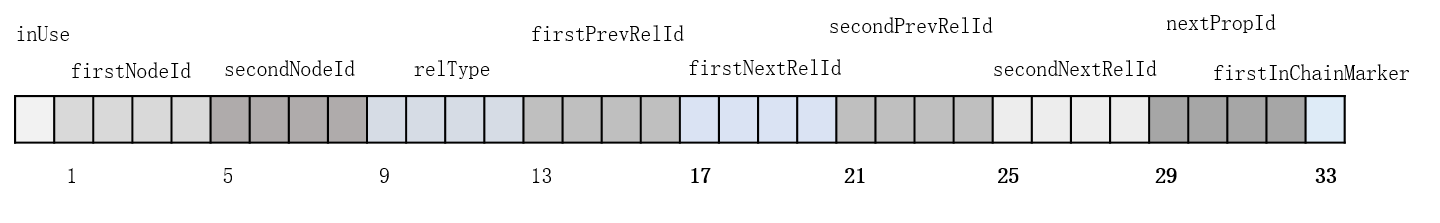 inUse
firstNodeId
secondNodeId
relType
firstPrevRelId
firstNextRelId
secondPrevRelId
secondNextRelId
nextPropId
firstInChainMarker
1 5 9 13 17 21 25 29 33